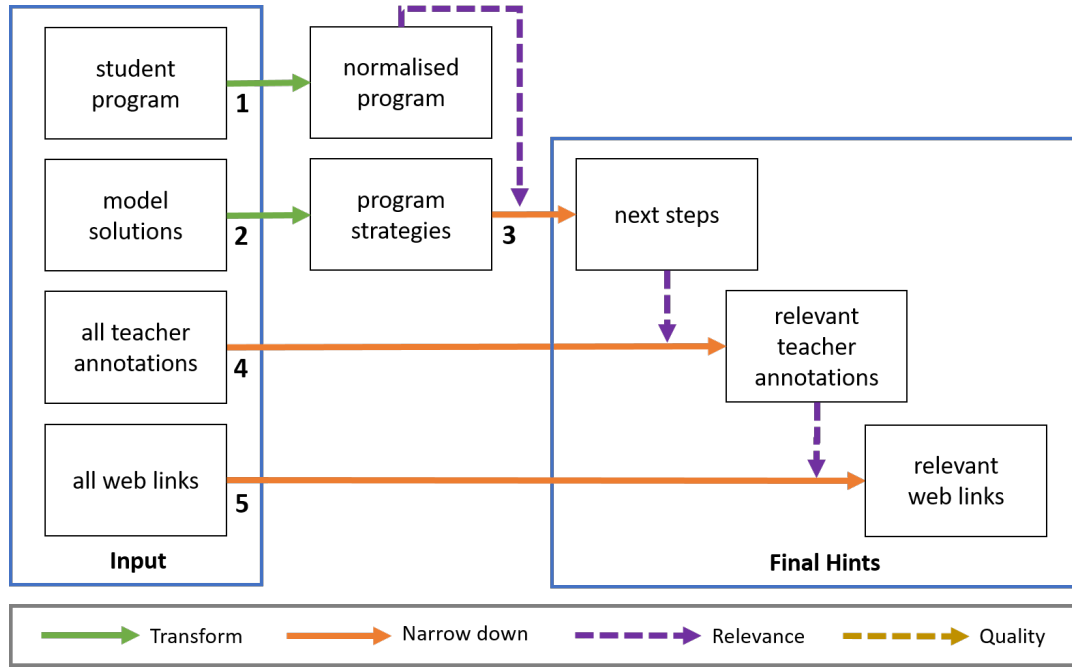 student
program
1
normalised
program
model
solutions
2
program
strategies
3
next steps
all teacher
annotations
4
relevant
teacher
annotations
all web links
5
relevant
web links
Input
Final Hints
Transform
Narrow down
Relevance
Quality